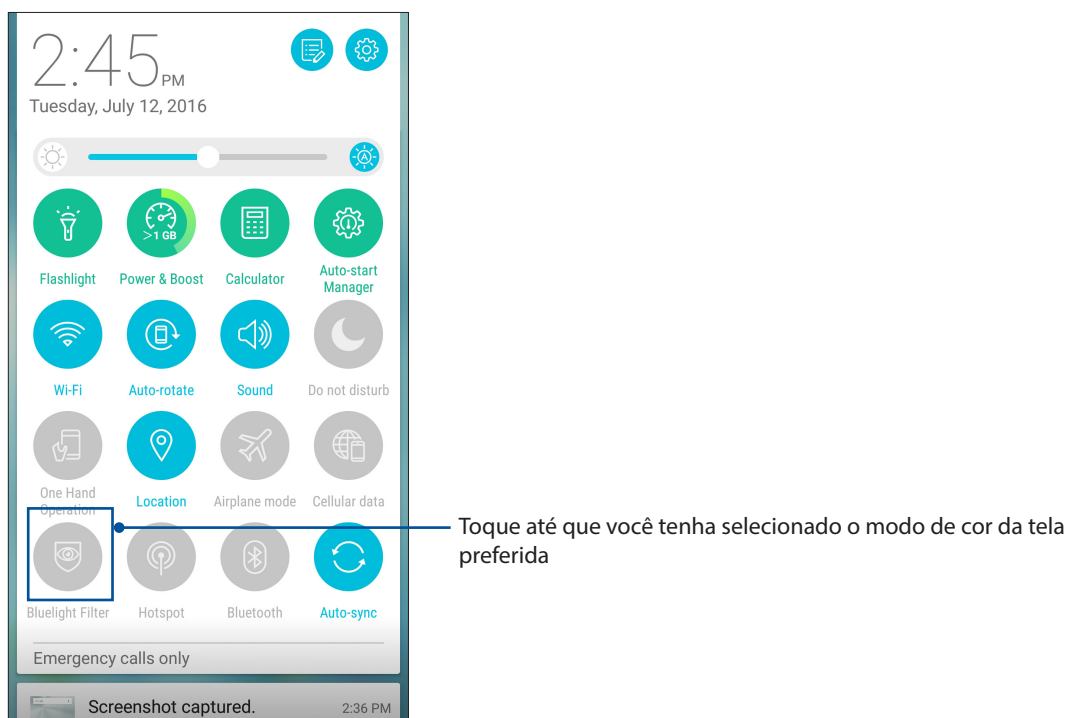 2:45 PM
Tuesday, July 12, 2016
A
>1 GB
Flashlight Power & Boost Calculator Auto-start
Manager
Wi-Fi Auto-rotate Sound Do not disturb
One Hand
Operation Location Airplane mode Cellular data
Toque até que você tenha selecionado o modo de cor da tela
preferida
Bluelight Filter Hotspot Bluetooth Auto-sync
Emergency calls only
Screenshot captured. 2:36 PM